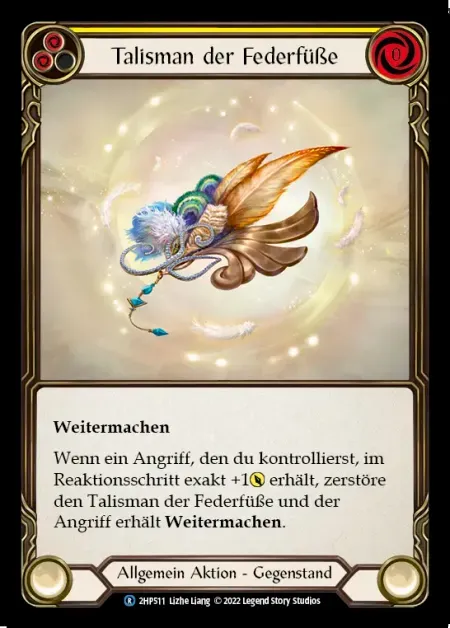 Talisman der Federfüße
0
Weitermachen
Wenn ein Angriff, den du kontrollierst, im
Reaktionsschritt exakt +1 erhält, zerstöre
den Talisman der Federfüße und der
Angriff erhält Weitermachen.
Allgemein Aktion - Gegenstand
R 2HP511 Lizhe Liang © 2022 Legend Story Studios